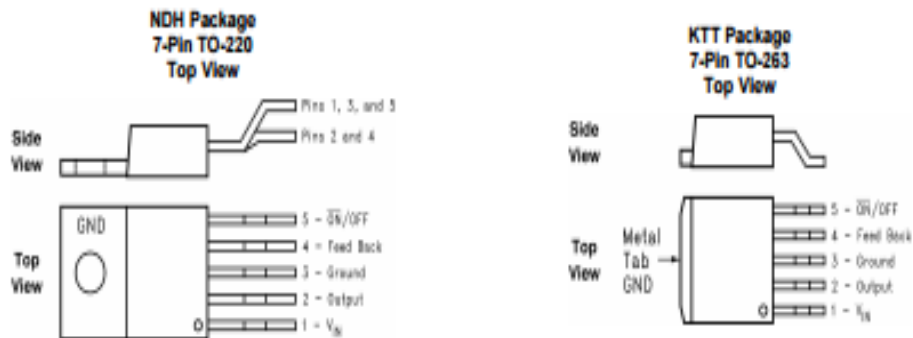 NDH Package
7-Pin TO-220
Top View
Side
View
Pins 1, 3, and 5
Pins 2 and 4
Top
View
GND
5 - ON/OFF
4 - Feed Back
3 - Ground
2 - Output
1 - VIN
KTT Package
7-Pin TO-263
Top View
Side
View
Top
View
Metal
Tab
GND
5 - ON/OFF
4 - Feed Back
3 - Ground
2 - Output
1 - VIN